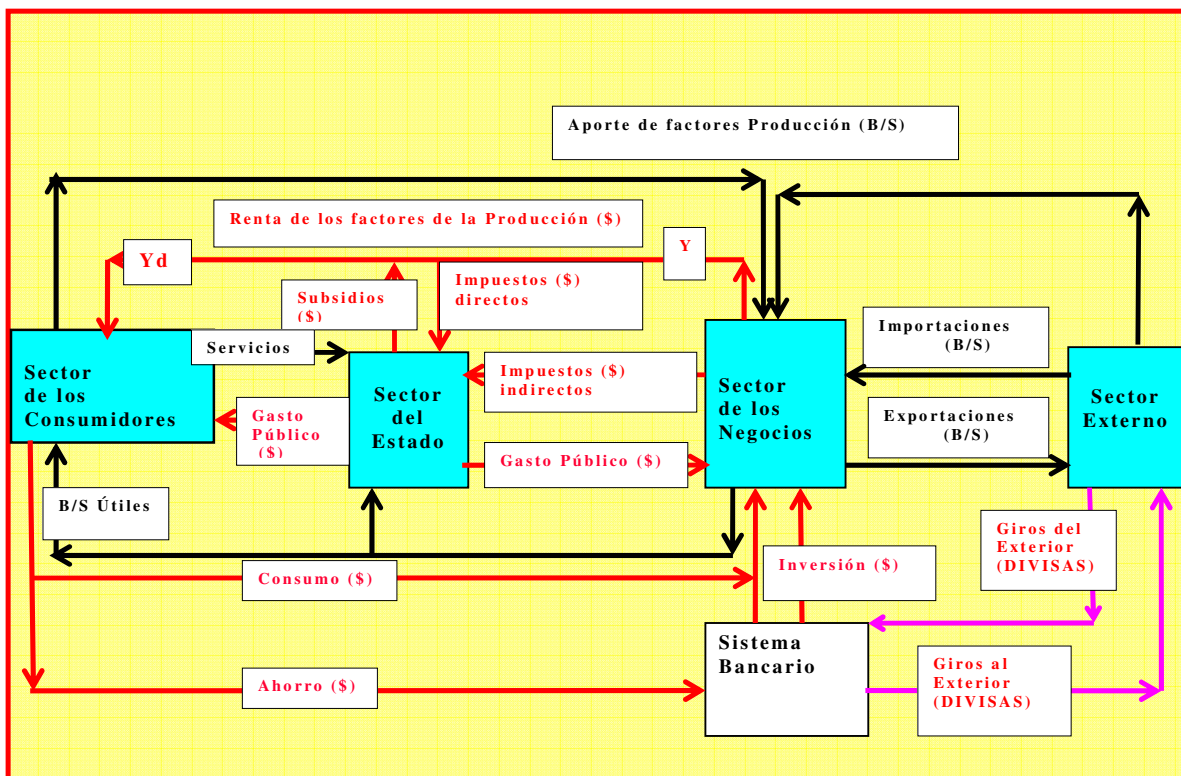 Aporte de factores Producción (B/S)
Renta de los factores de la Producción ($)
Yd
Y
Subsidios
($)
Impuestos ($)
directos
Servicios
Importaciones
(B/S)
Sector
de los
Consumidores
Sector
del
Estado
Impuestos ($)
indirectos
Sector
de los
Negocios
Sector
Externo
Gasto
Público
($)
Exportaciones
(B/S)
Gasto Público ($)
B/S Útiles
Giros del
Exterior
(DIVISAS)
Consumo ($)
Inversión ($)
Sistema
Bancario
Ahorro ($)
Giros al
Exterior
(DIVISAS)